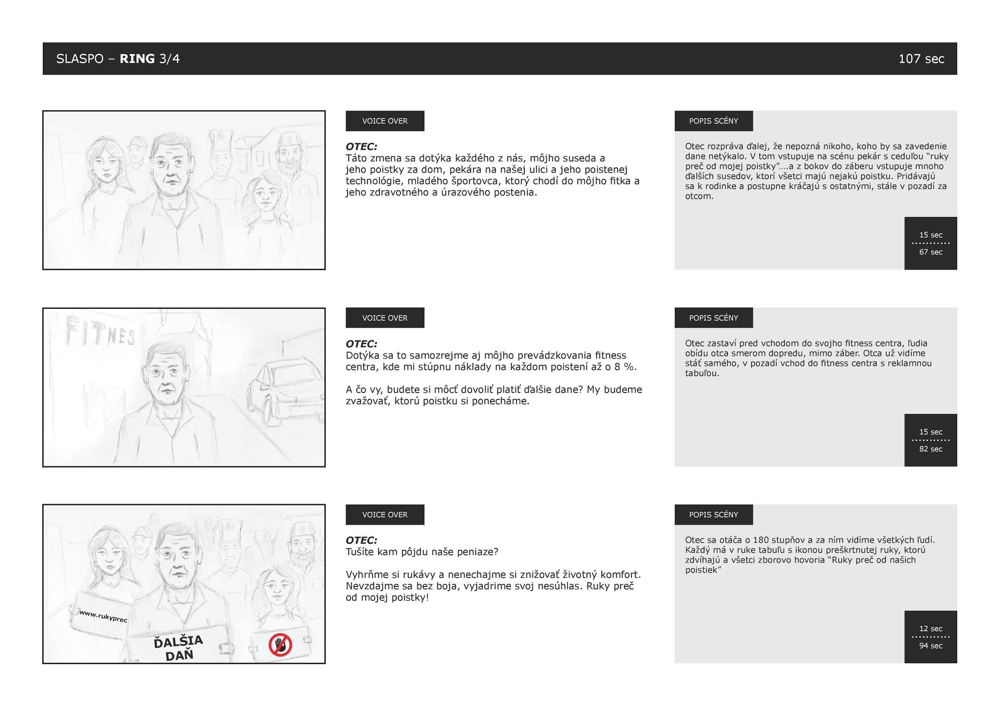 SLASPO – RING 3/4
107 sec
VOICE OVER
OTEC:
Táto zmena sa dotýka každého z nás, môjho suseda a
jeho poistky za dom, pekára na našej ulici a jeho poistenej
technológie, mladého športovca, ktorý chodí do môjho fitka a
jeho zdravotného a úrazového postenia.
POPIS SCÉNY
Otec rozpráva ďalej, že nepozná nikoho, koho by sa zavedenie
dane netýkalo. V tom vstupuje na scénu pekár s ceduľou “ruky
preč od mojej poistky”....a z bokov do záberu vstupuje mnoho
ďalších susedov, ktorí všetci majú nejakú poistku. Pridávajú
sa k rodinke a postupne kráčajú s ostatnými, stále v pozadí za
otcom.
15 sec
67 sec
FITNES
VOICE OVER
OTEC:
Dotýka sa to samozrejme aj môjho prevádzkovania fitness
centra, kde mi stúpnu náklady na každom poistení až o 8 %.
A čo vy, budete si môcť dovoliť platiť ďalšie dane? My budeme
zvažovať, ktorú poistku si ponecháme.
POPIS SCÉNY
Otec zastaví pred vchodom do svojho fitness centra, ľudia
obídu otca smerom dopredu, mimo záber. Otca už vidíme
stáť samého, v pozadí vchod do fitness centra s reklamnou
tabuľou.
15 sec
82 sec
www.rukyprec
ĎALŠIA
DAŇ
VOICE OVER
OTEC:
Tušíte kam pôjdu naše peniaze?
Vyhrňme si rukávy a nenechajme si znižovať životný komfort.
Nevzdajme sa bez boja, vyjadrime svoj nesúhlas. Ruky preč
od mojej poistky!
POPIS SCÉNY
Otec sa otáča o 180 stupňov a za ním vidíme všetkých ľudí.
Každý má v ruke tabuľu s ikonou preškrtnutej ruky, ktorú
zdvíhajú a všetci zborovo hovoria “Ruky preč od našich
poistiek”
12 sec
94 sec